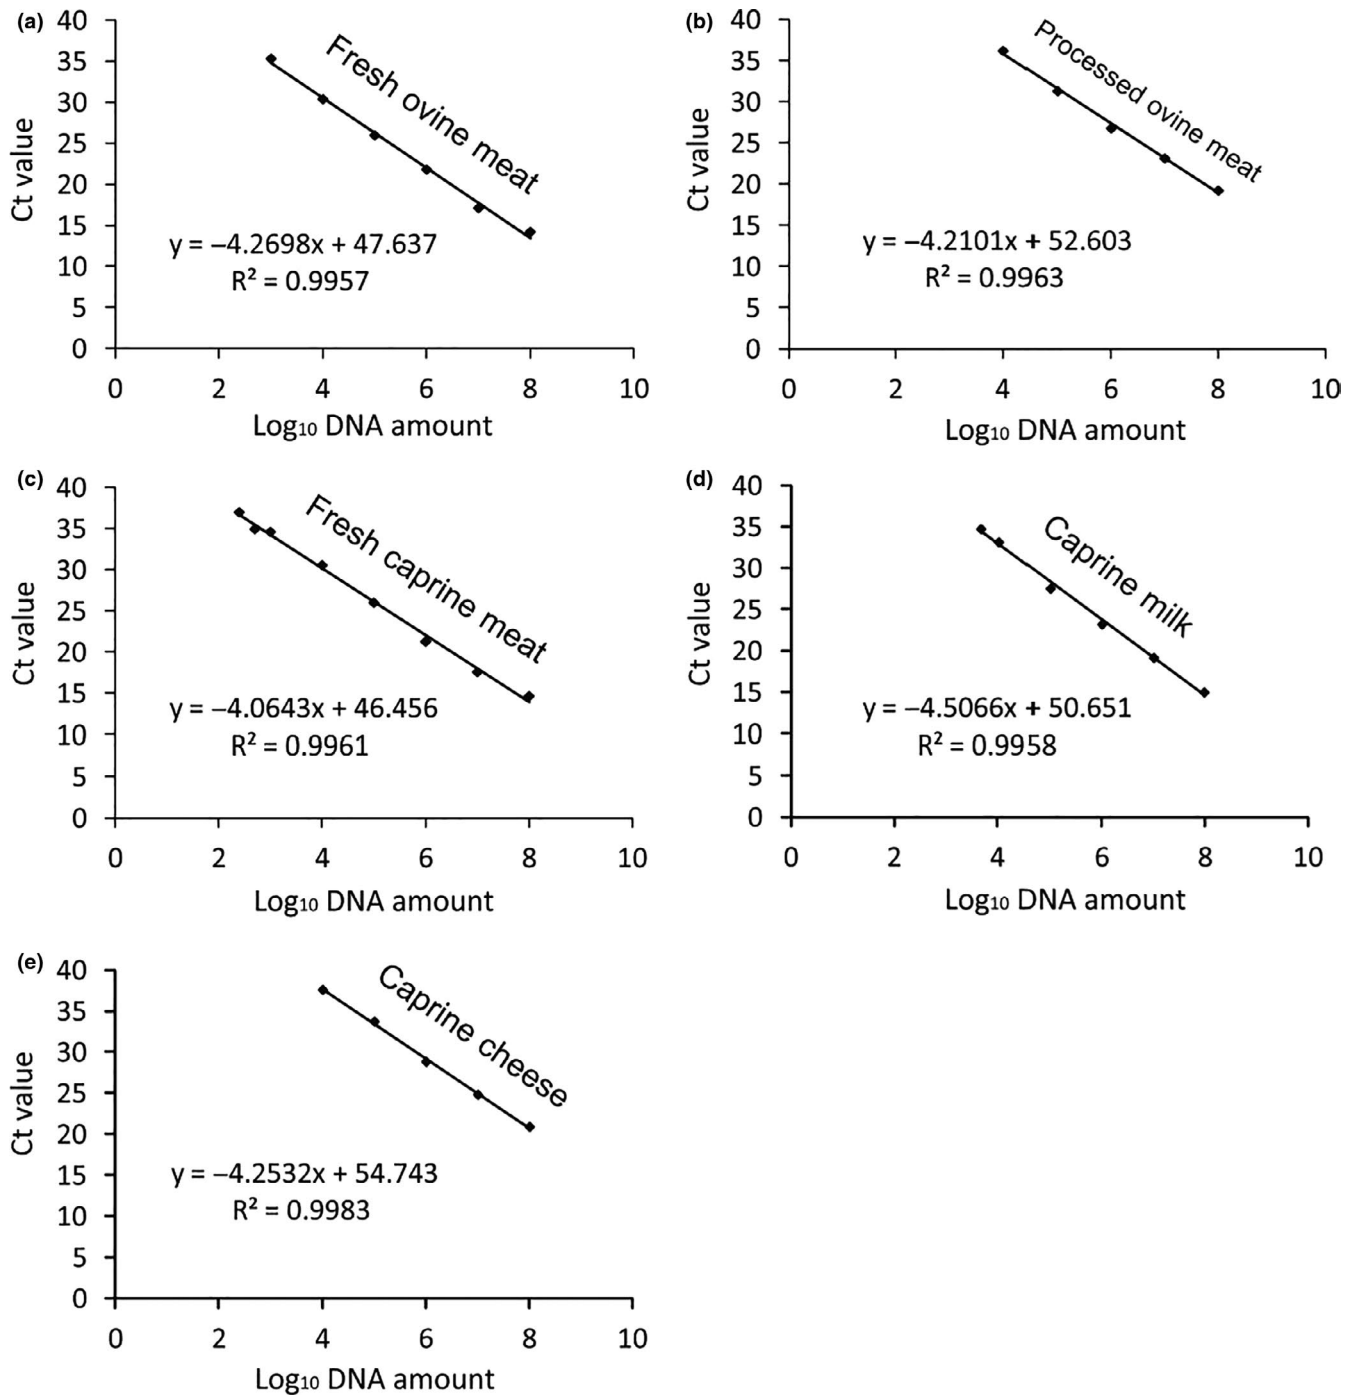 (a)
40
35
30
25
20
15
10
5
0
Ct value
Fresh ovine meat
y = −4.2698x + 47.637
R² = 0.9957
0 2 4 6 8 10
Log₁₀ DNA amount
(b)
40
35
30
25
20
15
10
5
0
Ct value
Processed ovine meat
y = −4.2101x + 52.603
R² = 0.9963
0 2 4 6 8 10
Log₁₀ DNA amount
(c)
40
35
30
25
20
15
10
5
0
Ct value
Fresh caprine meat
y = −4.0643x + 46.456
R² = 0.9961
0 2 4 6 8 10
Log₁₀ DNA amount
(d)
40
35
30
25
20
15
10
5
0
Ct value
Caprine milk
y = −4.5066x + 50.651
R² = 0.9958
0 2 4 6 8 10
Log₁₀ DNA amount
(e)
40
35
30
25
20
15
10
5
0
Ct value
Caprine cheese
y = −4.2532x + 54.743
R² = 0.9983
0 2 4 6 8 10
Log₁₀ DNA amount